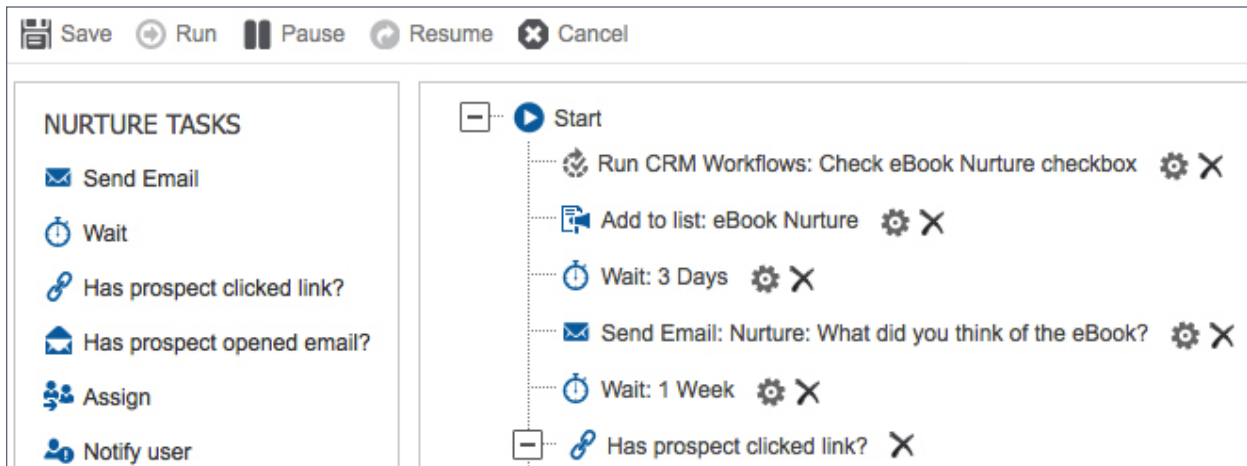 Save Run Pause Resume Cancel
NURTURE TASKS
Send Email
Wait
Has prospect clicked link?
Has prospect opened email?
Assign
Notify user
Start
Run CRM Workflows: Check eBook Nurture checkbox
Add to list: eBook Nurture
Wait: 3 Days
Send Email: Nurture: What did you think of the eBook?
Wait: 1 Week
Has prospect clicked link?